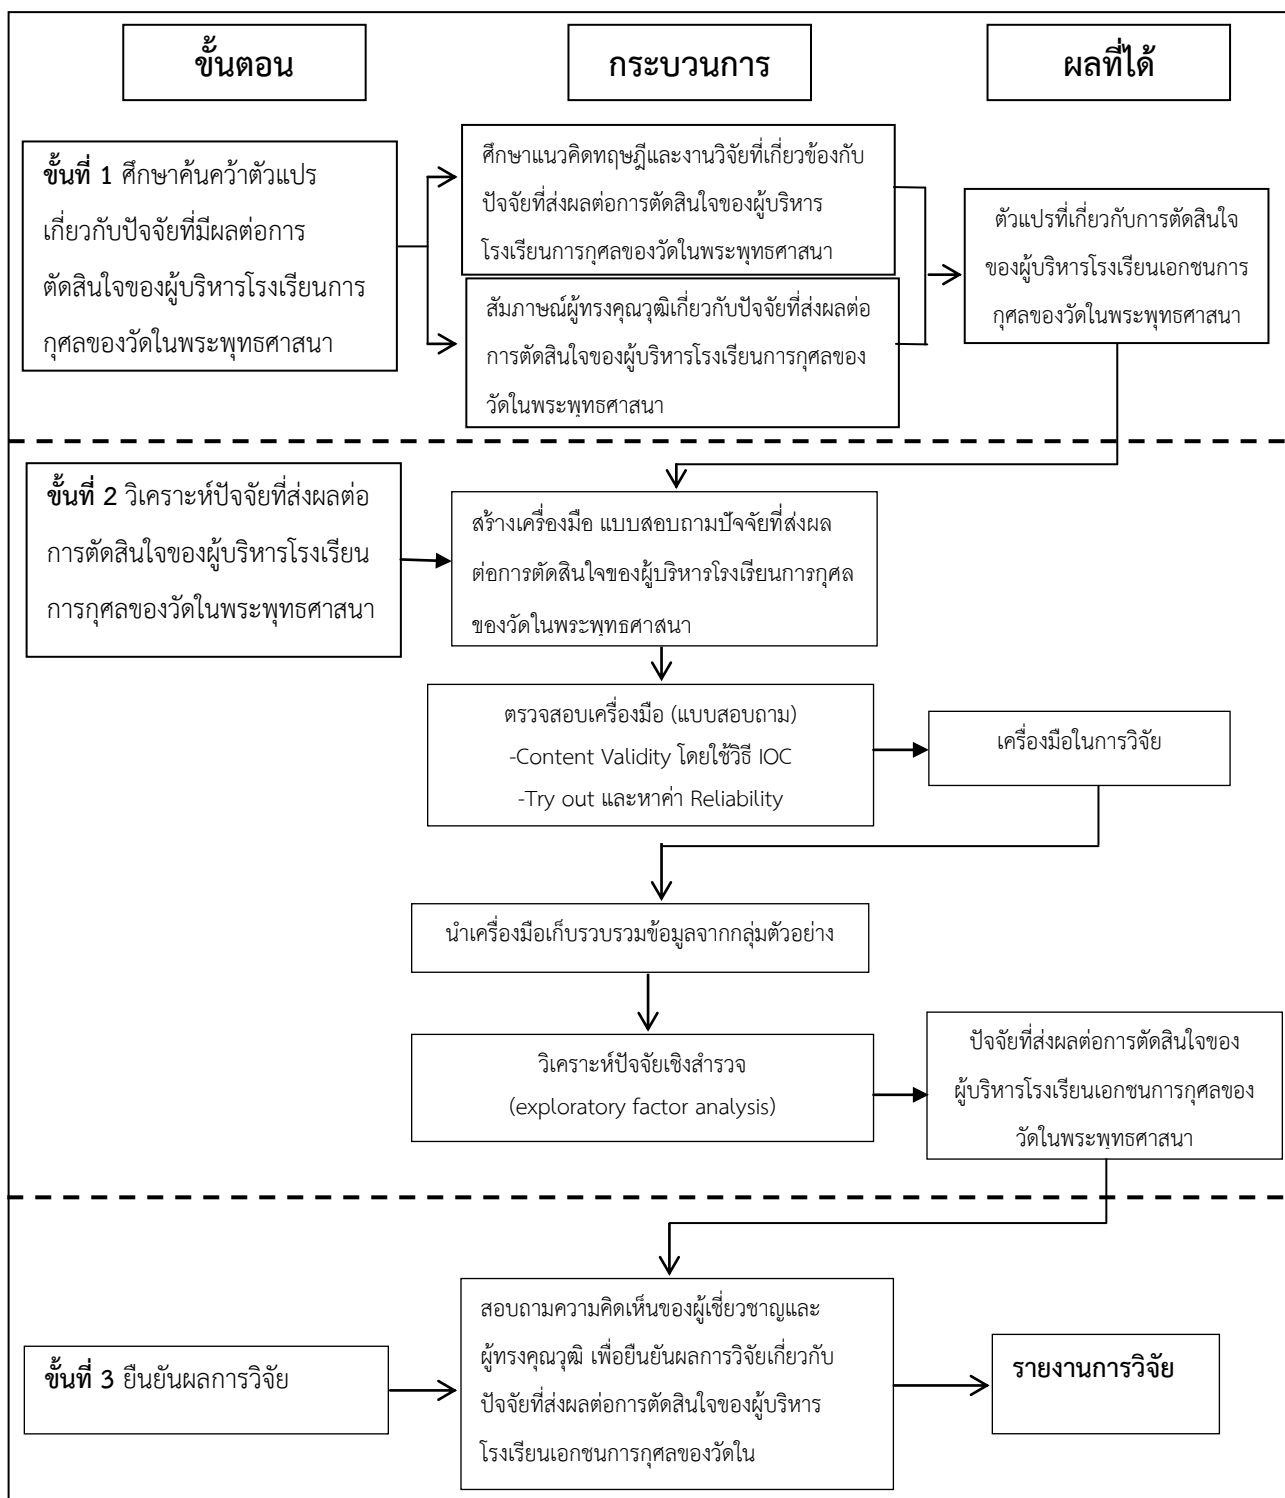 ขั้นตอน
กระบวนการ
ผลที่ได้
ขั้นที่ 1 ศึกษาค้นคว้าตัวแปร
เกี่ยวกับปัจจัยที่มีผลต่อการ
ตัดสินใจของผู้บริหารโรงเรียนการ
กุศลของวัดในพระพุทธศาสนา
ศึกษาแนวคิดทฤษฎีและงานวิจัยที่เกี่ยวข้องกับ
ปัจจัยที่ส่งผลต่อการตัดสินใจของผู้บริหาร
โรงเรียนการกุศลของวัดในพระพุทธศาสนา
สัมภาษณ์ผู้ทรงคุณวุฒิเกี่ยวกับปัจจัยที่ส่งผลต่อ
การตัดสินใจของผู้บริหารโรงเรียนการกุศลของ
วัดในพระพุทธศาสนา
ตัวแปรที่เกี่ยวกับการตัดสินใจ
ของผู้บริหารโรงเรียนเอกชนการ
กุศลของวัดในพระพุทธศาสนา
ขั้นที่ 2 วิเคราะห์ปัจจัยที่ส่งผลต่อ
การตัดสินใจของผู้บริหารโรงเรียน
การกุศลของวัดในพระพุทธศาสนา
สร้างเครื่องมือ แบบสอบถามปัจจัยที่ส่งผล
ต่อการตัดสินใจของผู้บริหารโรงเรียนการกุศล
ของวัดในพระพุทธศาสนา
ตรวจสอบเครื่องมือ (แบบสอบถาม)
-Content Validity โดยใช้วิธี IOC
-Try out และหาค่า Reliability
เครื่องมือในการวิจัย
นำเครื่องมือเก็บรวบรวมข้อมูลจากกลุ่มตัวอย่าง
วิเคราะห์ปัจจัยเชิงสำรวจ
(exploratory factor analysis)
ปัจจัยที่ส่งผลต่อการตัดสินใจของ
ผู้บริหารโรงเรียนเอกชนการกุศลของ
วัดในพระพุทธศาสนา
ขั้นที่ 3 ยืนยันผลการวิจัย
สอบถามความคิดเห็นของผู้เชี่ยวชาญและ
ผู้ทรงคุณวุฒิ เพื่อยืนยันผลการวิจัยเกี่ยวกับ
ปัจจัยที่ส่งผลต่อการตัดสินใจของผู้บริหาร
โรงเรียนเอกชนการกุศลของวัดใน
รายงานการวิจัย